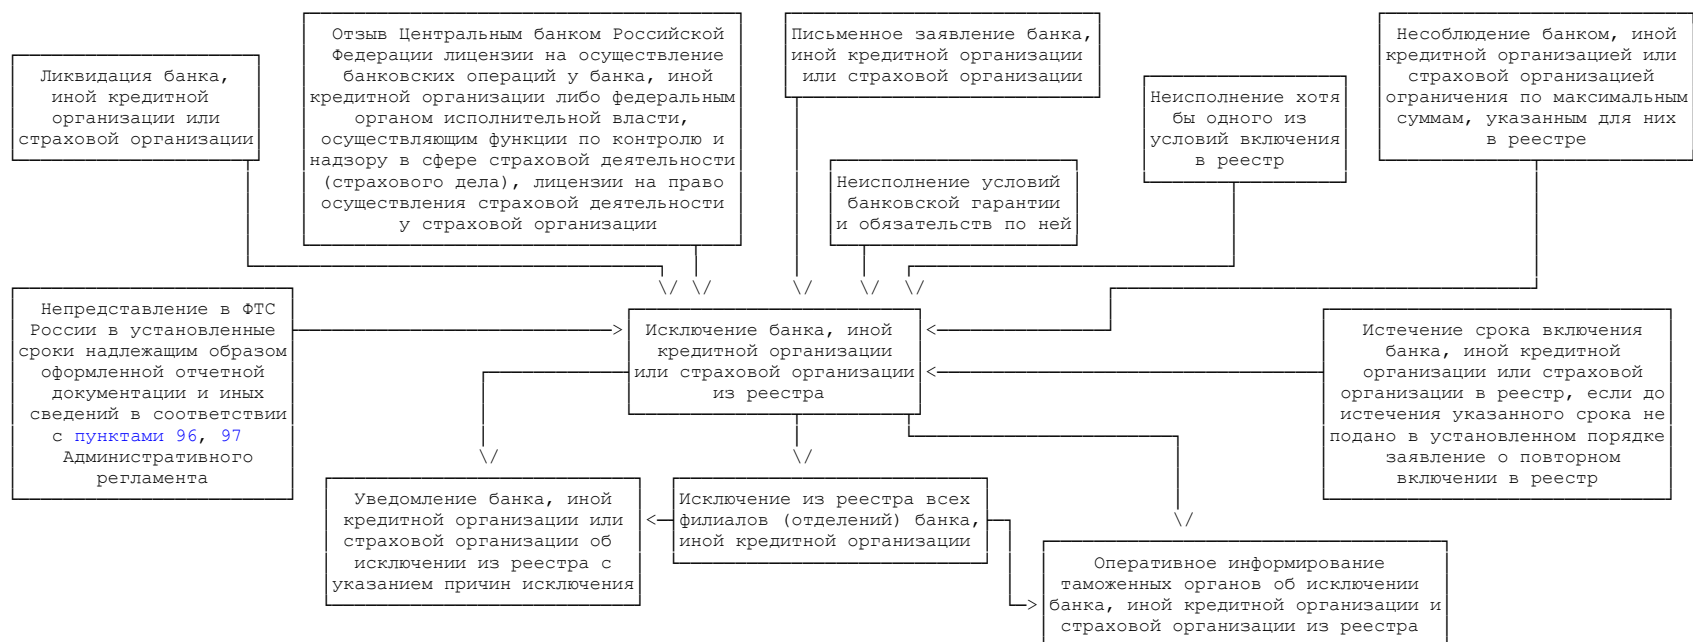 Ликвидация банка,
иной кредитной
организации или
страховой организации
Отзыв Центральным банком Российской
Федерации лицензии на осуществление
банковских операций у банка, иной
кредитной организации либо федеральным
органом исполнительной власти,
осуществляющим функции по контролю и
надзору в сфере страховой деятельности
(страхового дела), лицензии на право
осуществления страховой деятельности
у страховой организации
Письменное заявление банка,
иной кредитной организации
или страховой организации
Неисполнение условий
банковской гарантии
и обязательств по ней
Неисполнение хотя
бы одного из
условий включения
в реестр
Несоблюдение банком, иной
кредитной организацией или
страховой организацией
ограничения по максимальным
суммам, указанным для них
в реестре
Непредставление в ФТС
России в установленные
сроки надлежащим образом
оформленной отчетной
документации и иных
сведений в соответствии
с пунктами 96, 97
Административного
регламента
Исключение банка, иной
кредитной организации
или страховой организации
из реестра
Истечение срока включения
банка, иной кредитной
организации или страховой
организации в реестр, если до
истечения указанного срока не
подано в установленном порядке
заявление о повторном
включении в реестр
Уведомление банка, иной
кредитной организации или
страховой организации об
исключении из реестра с
указанием причин исключения
Исключение из реестра всех
филиалов (отделений) банка,
иной кредитной организации
Оперативное информирование
таможенных органов об исключении
банка, иной кредитной организации и
страховой организации из реестра